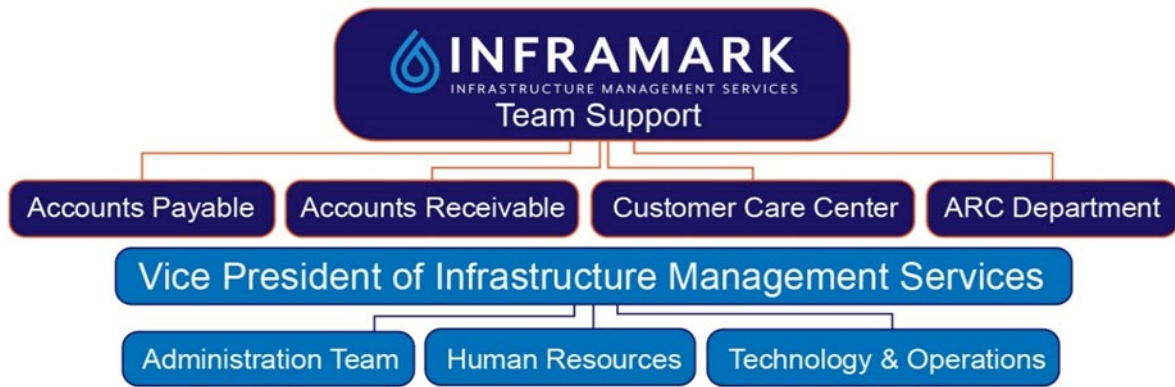 INFRAMARK
INFRASTRUCTURE MANAGEMENT SERVICES
Team Support
Accounts Payable
Accounts Receivable
Customer Care Center
ARC Department
Vice President of Infrastructure Management Services
Administration Team
Human Resources
Technology & Operations